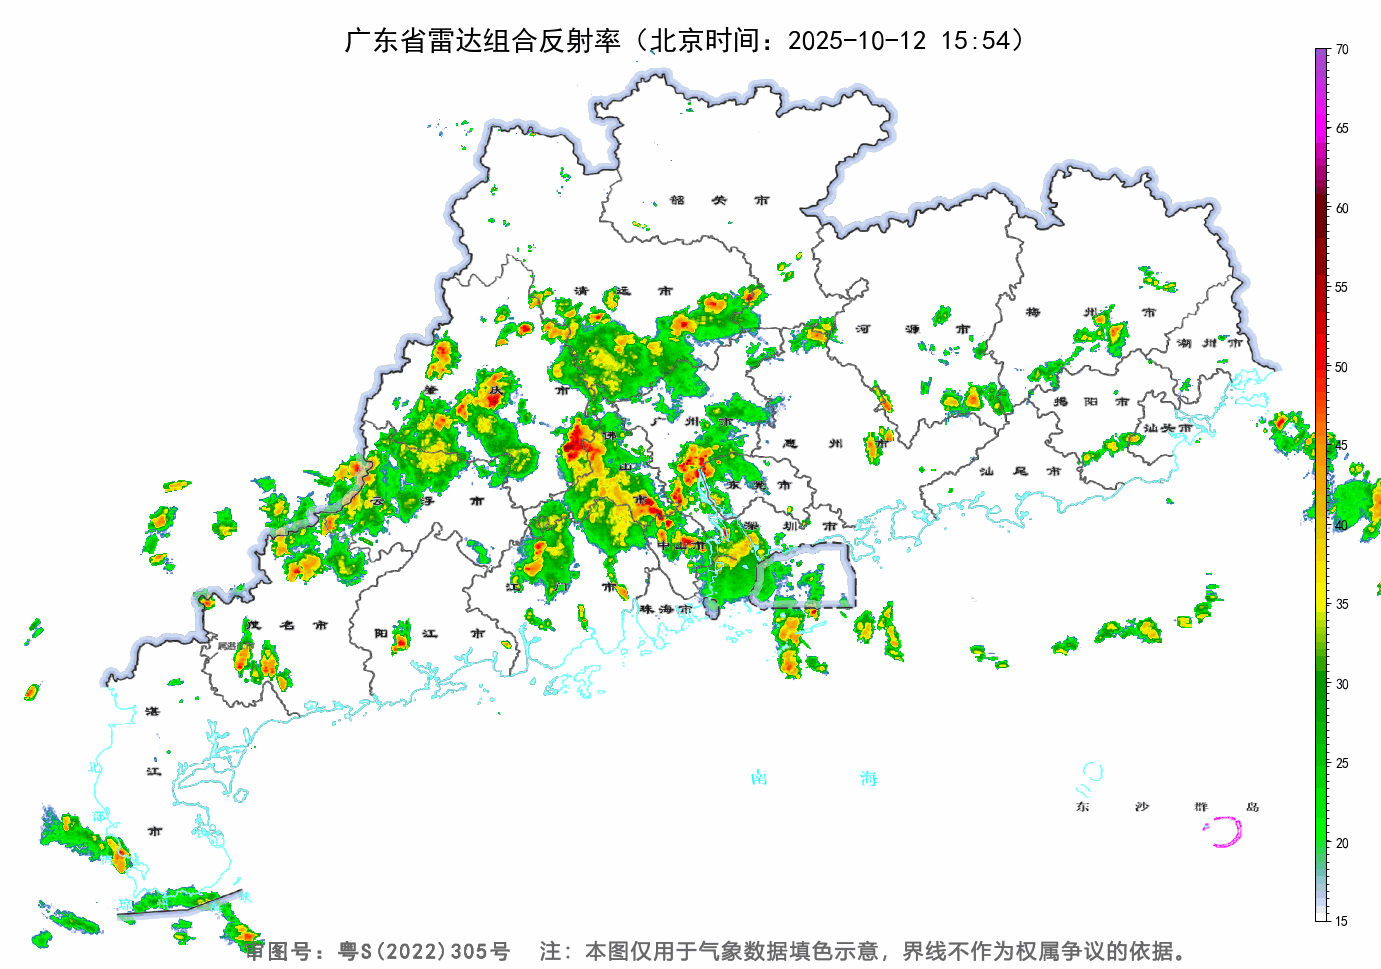 广东省雷达组合反射率（北京时间：2025-10-12 15:54）
70
65
60
55
50
45
40
35
30
25
20
15
韶关市
清远市
河源市
梅州市
潮州市
肇庆市
揭阳市
汕头市
广州市
佛山市
惠州市
汕尾市
东莞市
云浮市
深圳市
中山市
江门市
珠海市
茂名市
阳江市
湛江市
南海
东沙群岛
审图号：粤S(2022)305号 注：本图仅用于气象数据填色示意，界线不作为权属争议的依据。